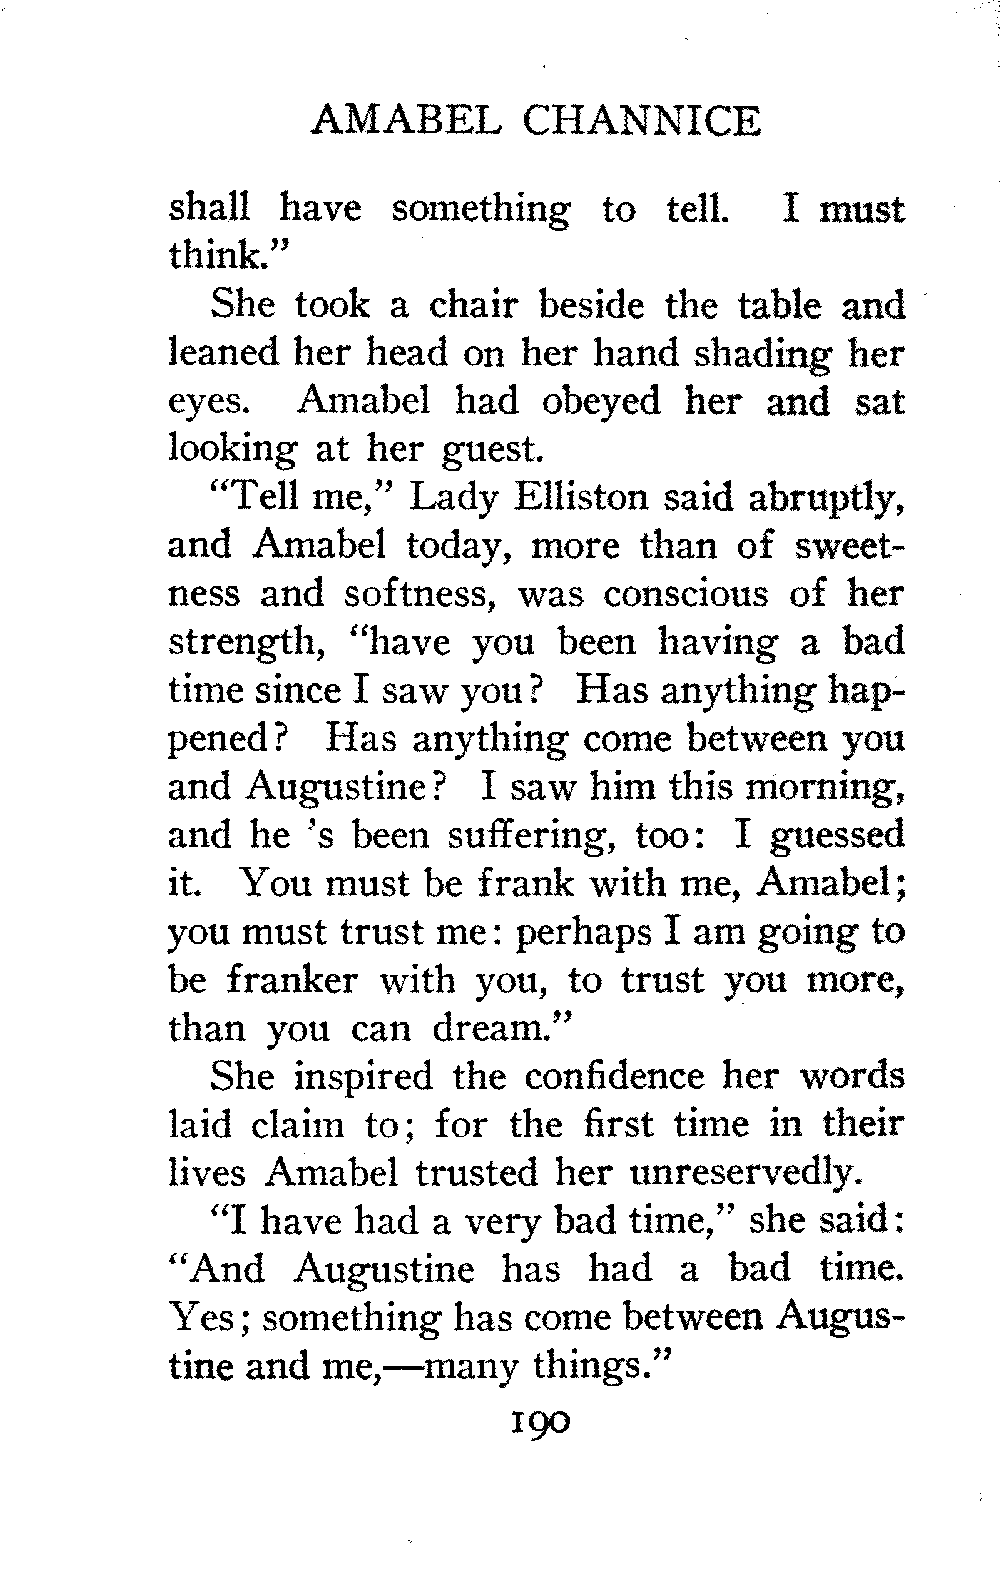 AMABEL CHANNICE
shall have something to tell. I must
think."
She took a chair beside the table and
leaned her head on her hand shading her
eyes. Amabel had obeyed her and sat
looking at her guest.
"Tell me," Lady Elliston said abruptly,
and Amabel today, more than of sweet-
ness and softness, was conscious of her
strength, "have you been having a bad
time since I saw you? Has anything hap-
pened? Has anything come between you
and Augustine? I saw him this morning,
and he 's been suffering, too: I guessed
it. You must be frank with me, Amabel;
you must trust me: perhaps I am going to
be franker with you, to trust you more,
than you can dream."
She inspired the confidence her words
laid claim to; for the first time in their
lives Amabel trusted her unreservedly.
"I have had a very bad time," she said:
"And Augustine has had a bad time.
Yes; something has come between Augus-
tine and me,—many things."
190